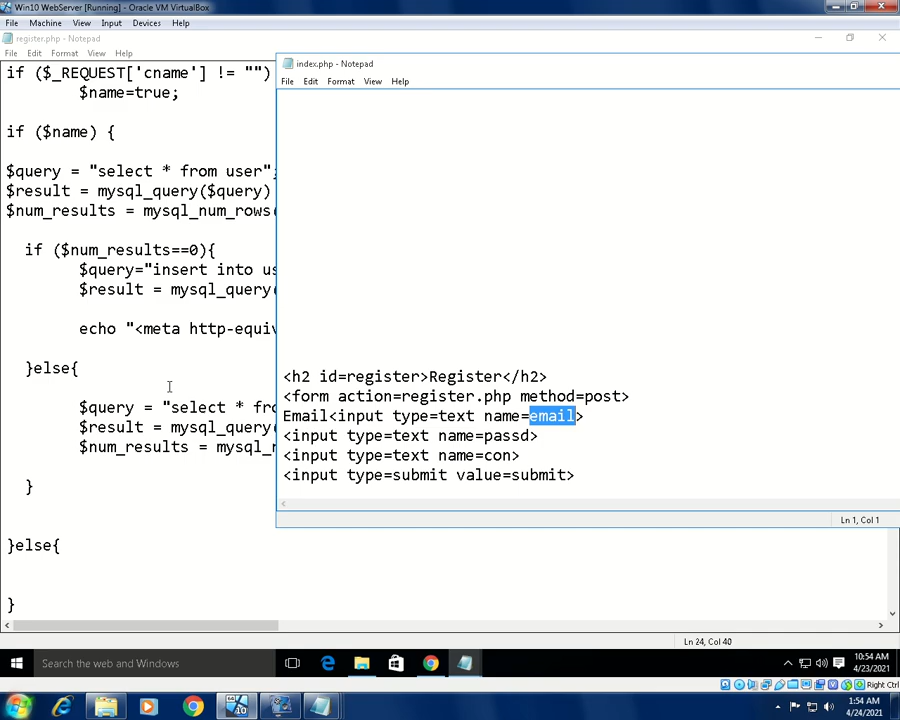 Win10 WebServer [Running] - Oracle VM VirtualBox
File Machine View Input Devices Help
register.php - Notepad
File Edit Format View Help
if ($_REQUEST['cname'] != "")
$name=true;
if ($name) {
$query = "select * from user";
$result = mysql_query($query)
$num_results = mysql_num_rows(
if ($num_results==0){
$query="insert into us
$result = mysql_query(
echo "<meta http-equiv
}else{
$query = "select * fro
$result = mysql_query(
$num_results = mysql_n
}
}else{
}
Ln 24, Col 40
index.php - Notepad
File Edit Format View Help
<h2 id=register>Register</h2>
<form action=register.php method=post>
Email<input type=text name=email>
<input type=text name=passd>
<input type=text name=con>
<input type=submit value=submit>
Ln 1, Col 1
Search the web and Windows
10:54 AM
4/23/2021
Right Ctrl
1:54 AM
4/24/2021